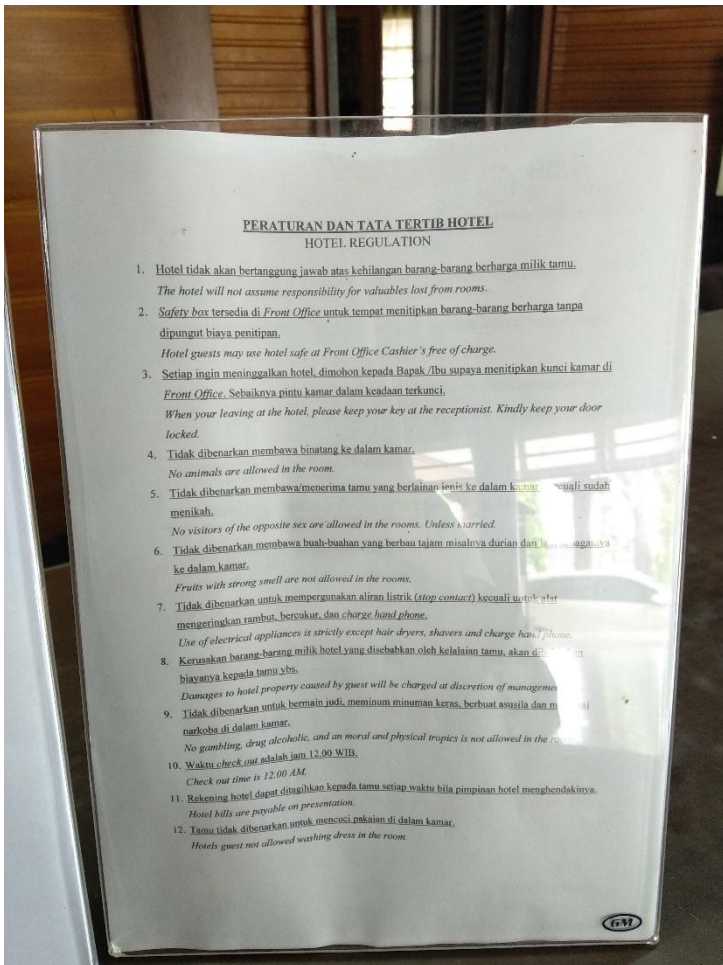 PERATURAN DAN TATA TERTIB HOTEL
HOTEL REGULATION
1. Hotel tidak akan bertanggung jawab atas kehilangan barang-barang berharga milik tamu.
The hotel will not assume responsibility for valuables lost from rooms.
2. Safety box tersedia di Front Office untuk tempat menitipkan barang-barang berharga tanpa
dipungut biaya penitipan.
Hotel guests may use hotel safe at Front Office Cashier's free of charge.
3. Setiap ingin meninggalkan hotel, dimohon kepada Bapak /Ibu supaya menitipkan kunci kamar di
Front Office. Sebaiknya pintu kamar dalam keadaan terkunci.
When your leaving at the hotel, please keep your key at the receptionist. Kindly keep your door
locked.
4. Tidak dibenarkan membawa binatang ke dalam kamar.
No animals are allowed in the room.
5. Tidak dibenarkan membawa/menerima tamu yang berlainan jenis ke dalam kamar sudah
menikah.
No visitors of the opposite sex are allowed in the rooms. Unless married.
6. Tidak dibenarkan membawa buah-buahan yang berbau tajam misalnya durian dan
ke dalam kamar.
Fruits with strong smell are not allowed in the rooms.
7. Tidak dibenarkan untuk mempergunakan aliran listrik (stop contact) kecuali untuk alat
mengeringkan rambut, bercukur, dan charge hand phone.
Use of electrical appliances is strictly except hair dryers, shavers and charge hand phone.
8. Kerusakan barang-barang milik hotel yang disebabkan oleh kelalaian tamu, akan
biayanya kepada tamu ybs.
Damages to hotel property caused by guest will be charged at discretion of
9. Tidak dibenarkan untuk bermain judi, meminum minuman keras, berbuat asusila dan
narkoba di dalam kamar.
No gambling, drug alcoholic, and an moral and physical tropics is not allowed in the
10. Waktu check out adalah jam 12.00 WIB.
Check out time is 12.00 AM.
11. Rekening hotel dapat ditagihkan kepada tamu setiap waktu bila pimpinan hotel menghendakinya.
Hotel bills are payable on presentation.
12. Tamu tidak dibenarkan untuk mencuci pakaian di dalam kamar.
Hotels guest not allowed washing dress in the room.
GM